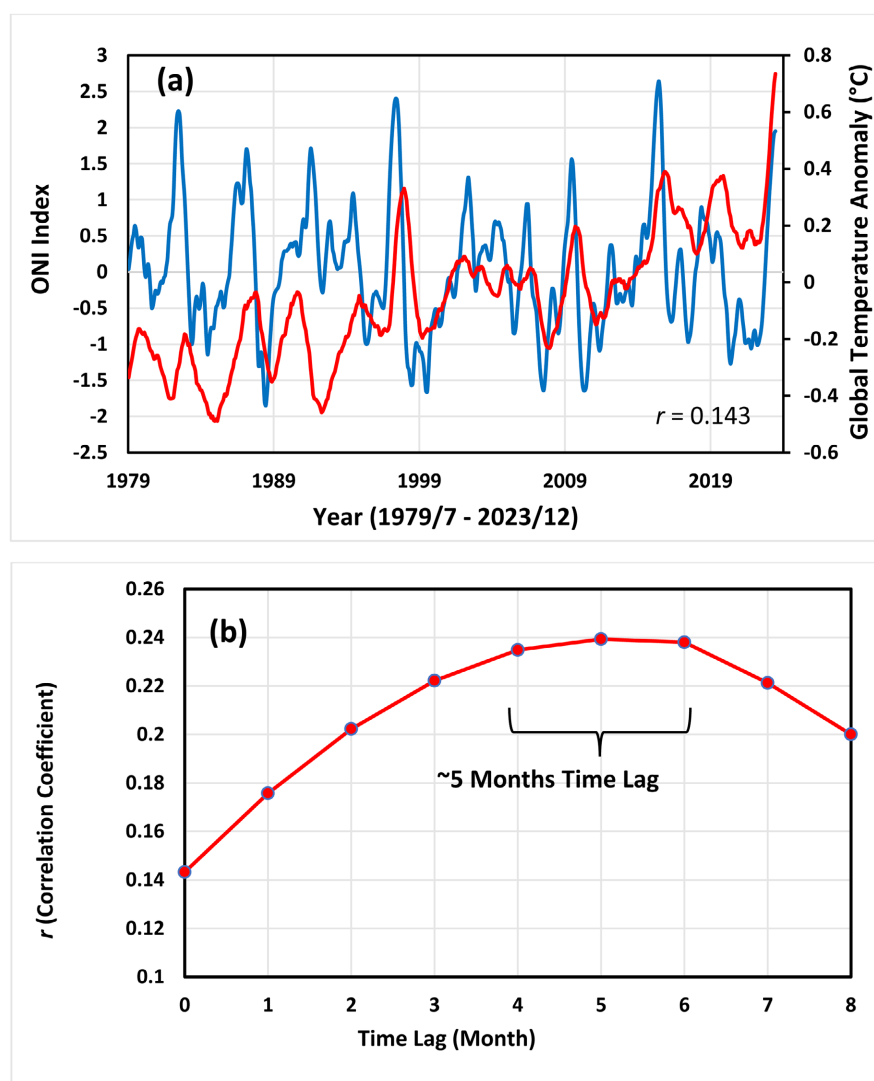 (a)
ONI Index
3
2.5
2
1.5
1
0.5
0
-0.5
-1
-1.5
-2
-2.5
0.8
0.6
0.4
0.2
0
-0.2
-0.4
-0.6
Global Temperature Anomaly (°C)
r = 0.143
1979 1989 1999 2009 2019
Year (1979/7 - 2023/12)
(b)
r (Correlation Coefficient)
0.26
0.24
0.22
0.2
0.18
0.16
0.14
0.12
0.1
~5 Months Time Lag
0 1 2 3 4 5 6 7 8
Time Lag (Month)